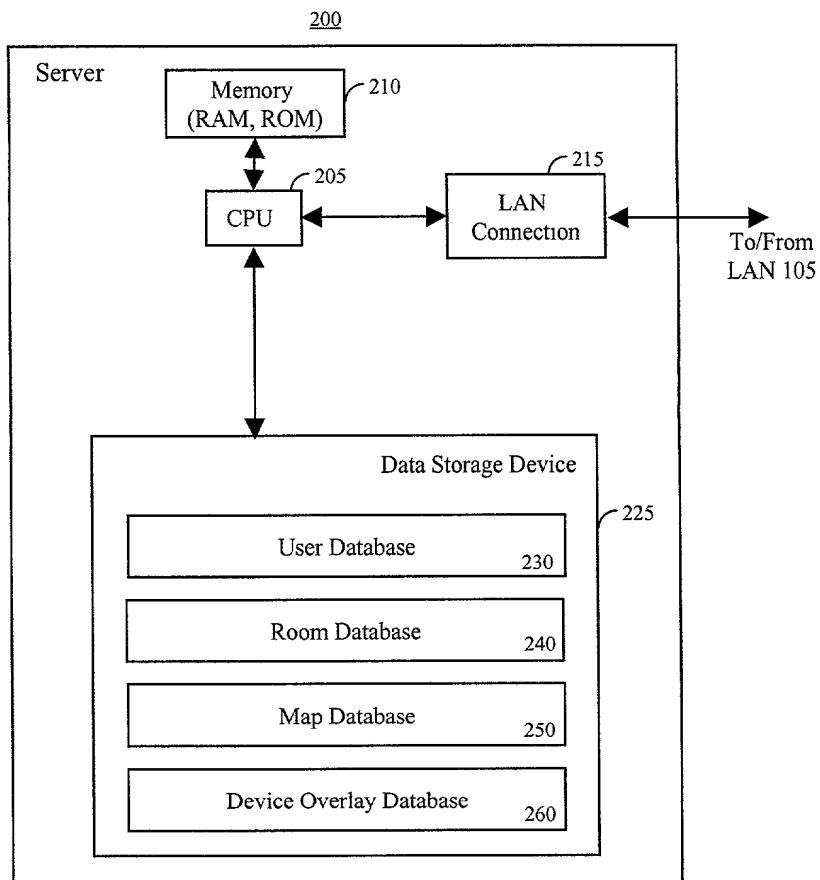 200
Server
Memory
(RAM, ROM)
210
205
CPU
215
LAN
Connection
To/From
LAN 105
Data Storage Device
225
User Database
230
Room Database
240
Map Database
250
Device Overlay Database
260